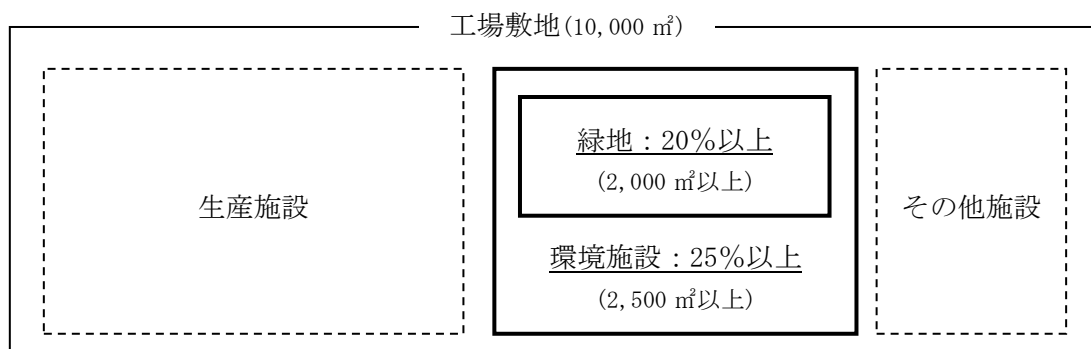 工場敷地(10,000 ㎡)
生産施設
緑地：20％以上
(2,000 ㎡以上)
環境施設：25％以上
(2,500 ㎡以上)
その他施設